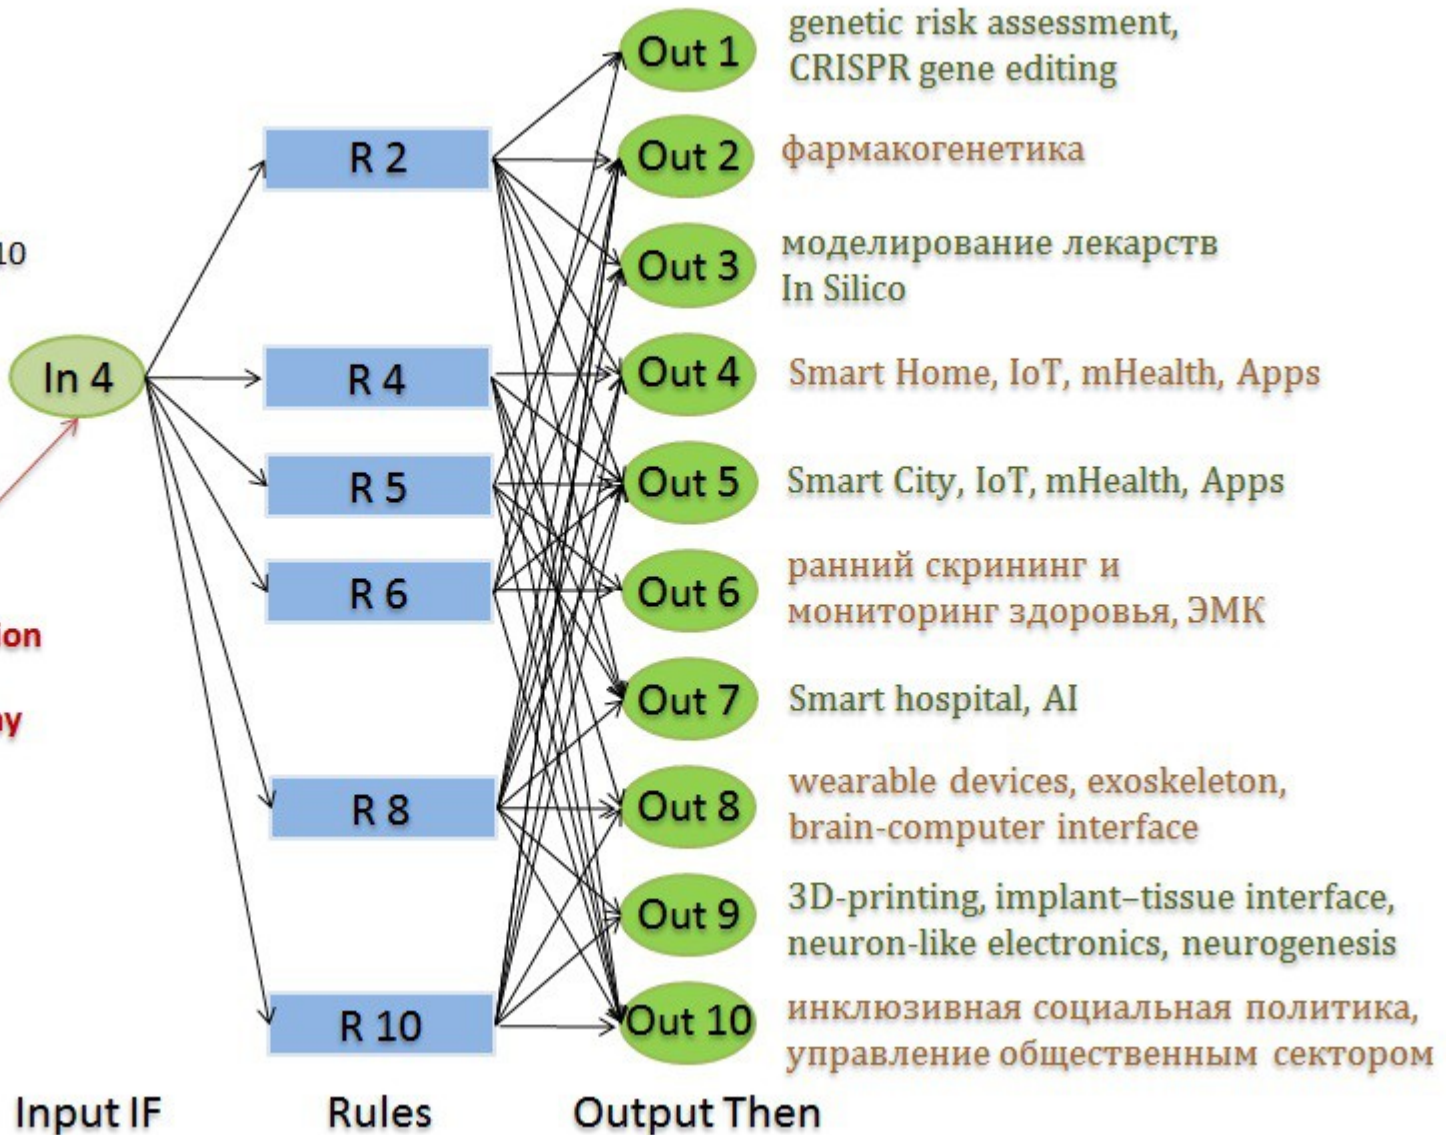 Out 1
genetic risk assessment,
CRISPR gene editing
R 2
Out 2
фармакогенетика
10
Out 3
моделирование лекарств
In Silico
In 4
R 4
Out 4
Smart Home, IoT, mHealth, Apps
R 5
Out 5
Smart City, IoT, mHealth, Apps
R 6
Out 6
ранний скрининг и
мониторинг здоровья, ЭМК
Out 7
Smart hospital, AI
R 8
Out 8
wearable devices, exoskeleton,
brain-computer interface
Out 9
3D-printing, implant–tissue interface,
neuron-like electronics, neurogenesis
R 10
Out 10
инклюзивная социальная политика,
управление общественным сектором
Input IF
Rules
Output Then